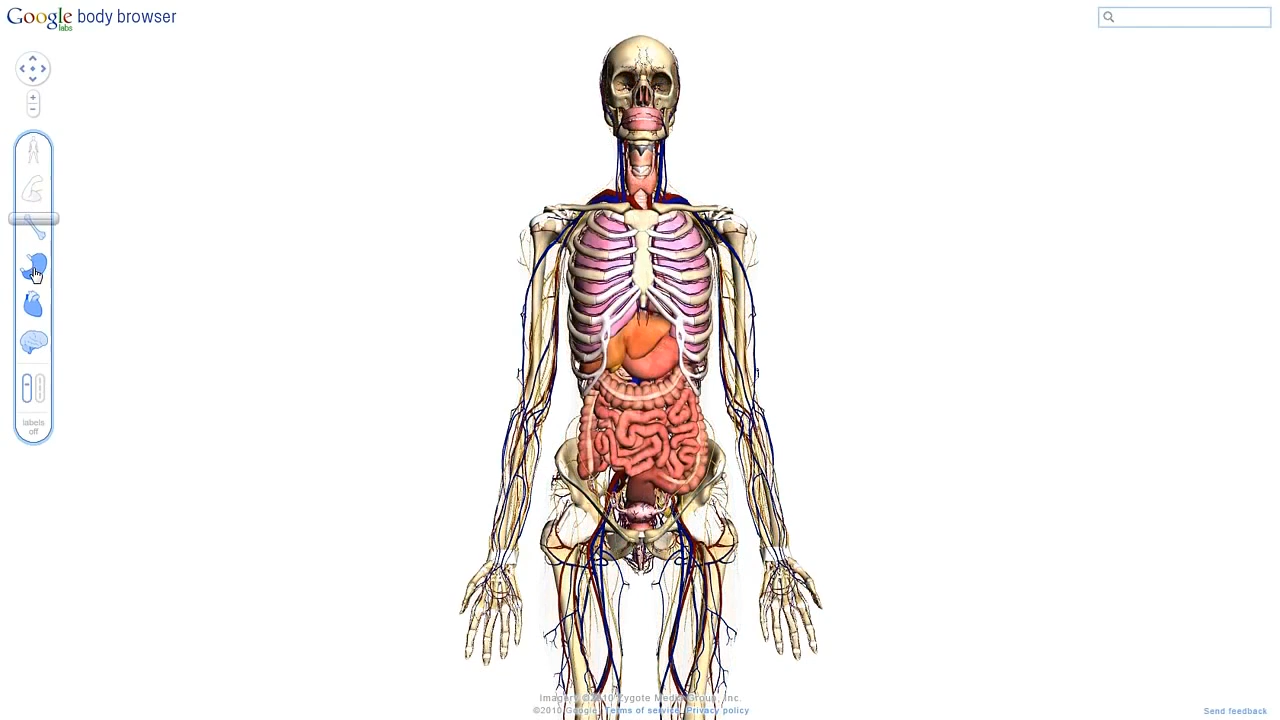 Google labs body browser
labels
off
Imagery ©2010 Zygote Media Group, Inc.
©2010 Google Terms of service Privacy policy
Send feedback